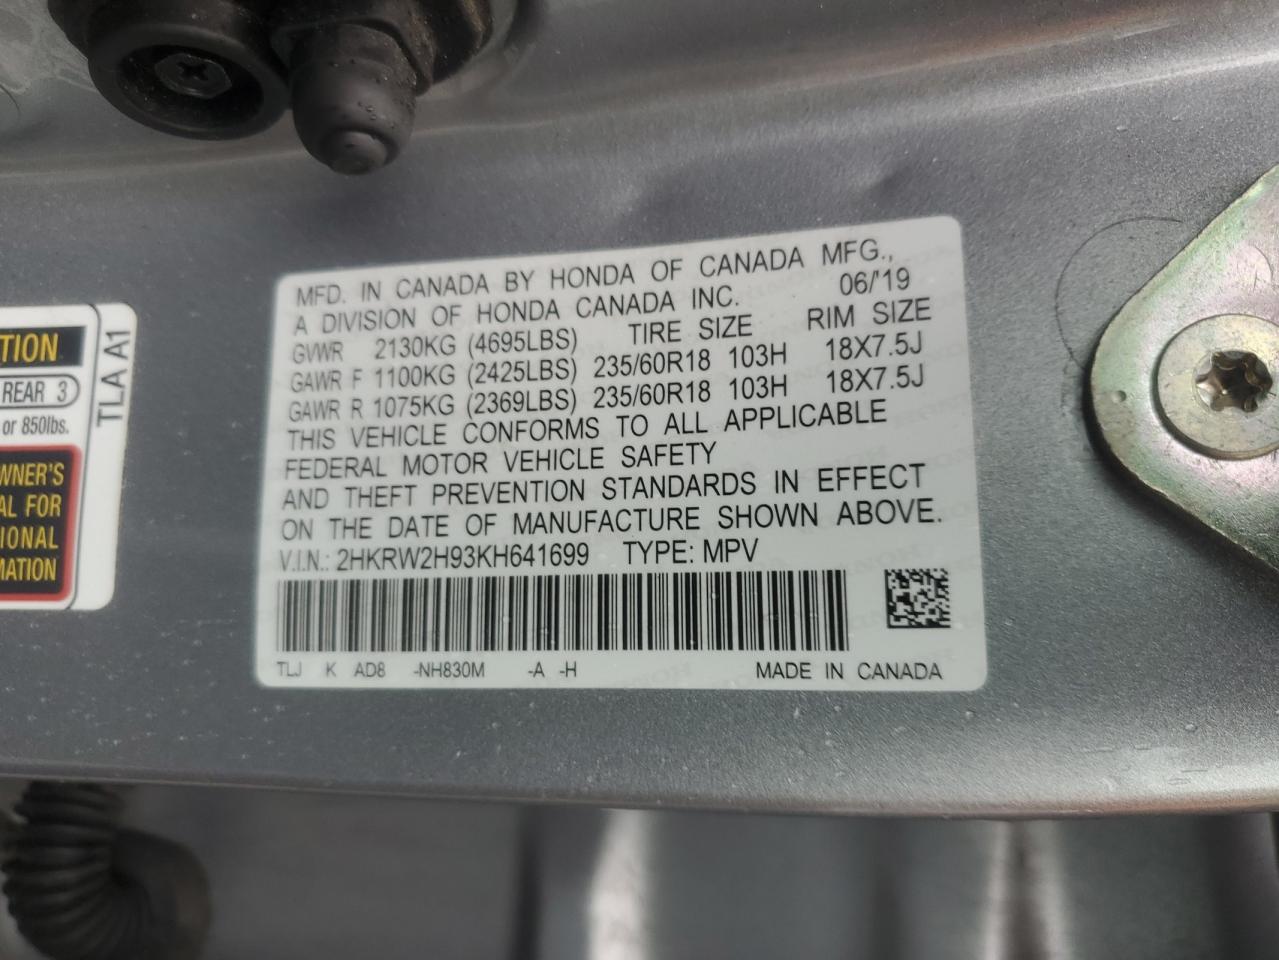 MFD. IN CANADA BY HONDA OF CANADA MFG.,
A DIVISION OF HONDA CANADA INC. 06/'19
GVWR 2130KG (4695LBS) TIRE SIZE RIM SIZE
GAWR F 1100KG (2425LBS) 235/60R18 103H 18X7.5J
GAWR R 1075KG (2369LBS) 235/60R18 103H 18X7.5J
THIS VEHICLE CONFORMS TO ALL APPLICABLE
FEDERAL MOTOR VEHICLE SAFETY
AND THEFT PREVENTION STANDARDS IN EFFECT
ON THE DATE OF MANUFACTURE SHOWN ABOVE.
V.I.N.: 2HKRW2H93KH641699 TYPE: MPV
TLJ K AD8 -NH830M -A -H MADE IN CANADA
TION
REAR 3
or 850lbs.
WNER'S
AL FOR
IONAL
MATION
TLA A1